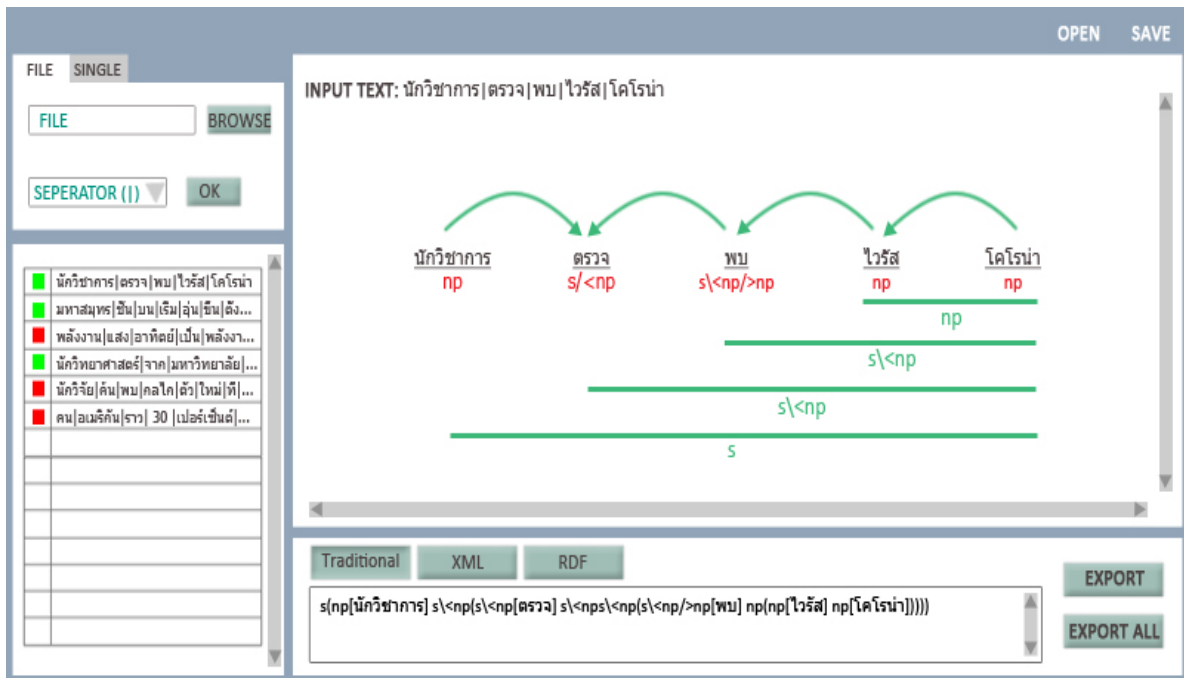 OPEN SAVE
FILE SINGLE
FILE BROWSE
SEPERATOR (|) OK
นักวิชาการ|ตรวจ|พบ|ไวรัส|โคโรน่า
มหาสมุทร|ชั้น|บน|เริ่ม|อุ่น|ขึ้น|ตั้ง...
พลังงาน|แสง|อาทิตย์|เป็น|พลังงา...
นักวิทยาศาสตร์|จาก|มหาวิทยาลัย|...
นักวิจัย|ค้น|พบ|กลไก|ตัว|ใหม่|ที่|...
คน|อเมริกัน|ราว| 30 |เปอร์เซ็นต์|...
INPUT TEXT: นักวิชาการ|ตรวจ|พบ|ไวรัส|โคโรน่า
นักวิชาการ ตรวจ พบ ไวรัส โคโรน่า
np s/<np s\<np/>np np np
np
s\<np
s\<np
s
Traditional XML RDF
s(np[นักวิชาการ] s\<np(s\<np[ตรวจ] s\<nps\<np(s\<np/>np[พบ] np(np[ไวรัส] np[โคโรน่า]))))
EXPORT
EXPORT ALL